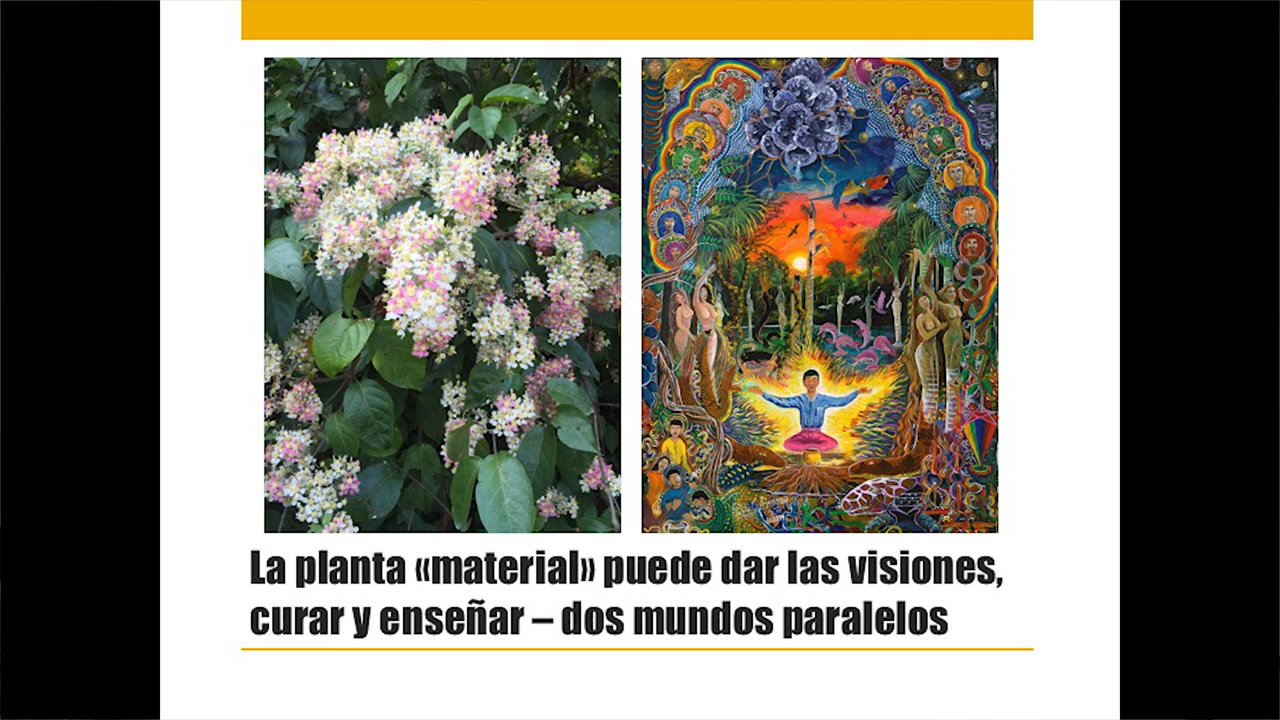 La planta «material» puede dar las visiones,
curar y enseñar – dos mundos paralelos